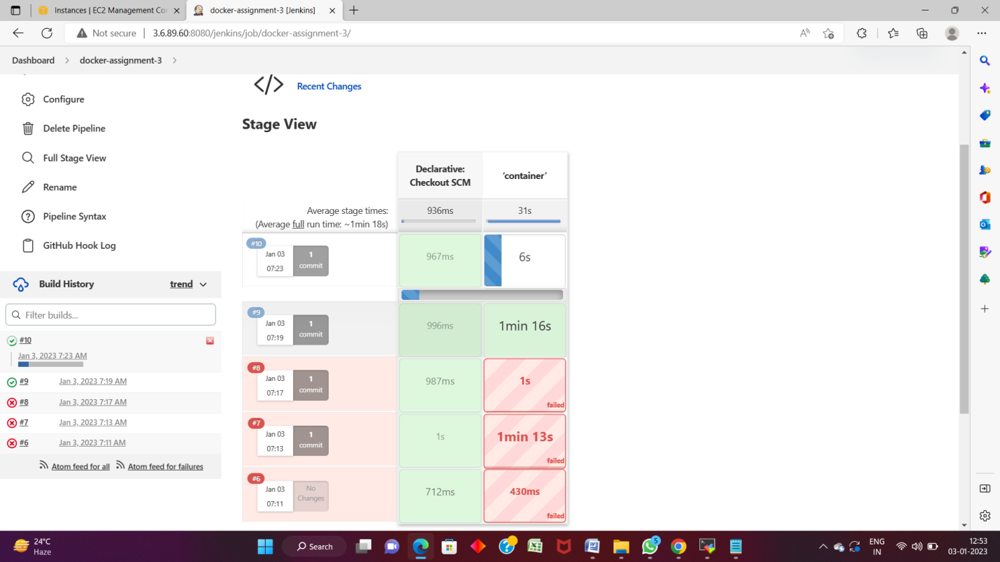 Instances | EC2 Management Co
docker-assignment-3 [Jenkins]
Not secure
3.6.89.60:8080/jenkins/job/docker-assignment-3/
Dashboard
docker-assignment-3
Configure
Delete Pipeline
Full Stage View
Rename
Pipeline Syntax
GitHub Hook Log
Build History
trend
Filter builds...
#10
Jan 3, 2023 7:23 AM
#9
Jan 3, 2023 7:19 AM
#8
Jan 3, 2023 7:17 AM
#7
Jan 3, 2023 7:13 AM
#6
Jan 3, 2023 7:11 AM
Atom feed for all
Atom feed for failures
</> Recent Changes
Stage View
Declarative:
Checkout SCM
‘container’
Average stage times:
(Average full run time: ~1min 18s)
936ms
31s
#10
Jan 03
07:23
1
commit
967ms
6s
#9
Jan 03
07:19
1
commit
996ms
1min 16s
#8
Jan 03
07:17
1
commit
987ms
1s
failed
#7
Jan 03
07:13
1
commit
1s
1min 13s
failed
#6
Jan 03
07:11
No
Changes
712ms
430ms
failed
24°C
Haze
Search
5
ENG
IN
12:53
03-01-2023